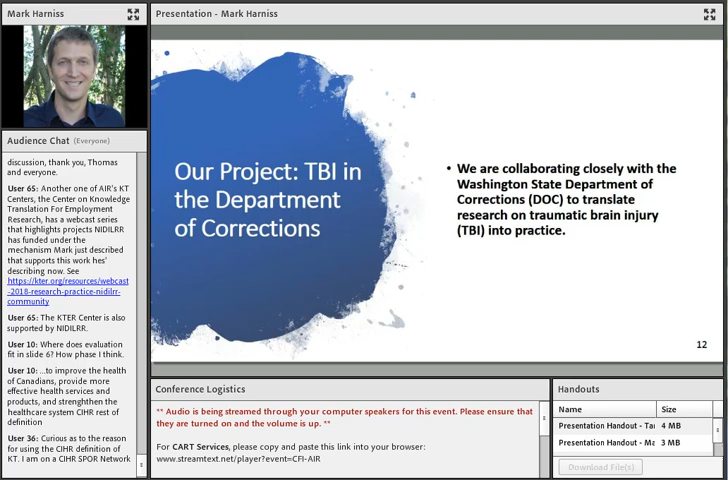 Mark Harniss
Presentation - Mark Harniss
Audience Chat (Everyone)
discussion, thank you, Thomas
and everyone.
User 65: Another one of AIR's KT
Centers, the Center on Knowledge
Translation For Employment
Research, has a webcast series
that highlights projects NIDILRR
has funded under the
mechanism Mark just described
that supports this work hes'
describing now. See
https://kter.org/resources/webcast
-2018-research-practice-nidilrr-
community
User 65: The KTER Center is also
supported by NIDILRR.
User 10: Where does evaluation
fit in slide 6? How phase I think.
User 10: ...to improve the health
of Canadians, provide more
effective health services and
products, and strengthen the
healthcare system CIHR rest of
definition
User 36: Curious as to the reason
for using the CIHR definition of
KT. I am on a CIHR SPOR Network
Our Project: TBI in
the Department
of Corrections
• We are collaborating closely with the
Washington State Department of
Corrections (DOC) to translate
research on traumatic brain injury
(TBI) into practice.
12
Conference Logistics
** Audio is being streamed through your computer speakers for this event. Please ensure that
they are turned on and the volume is up. **
For CART Services, please copy and paste this link into your browser:
www.streamtext.net/player?event=CFI-AIR
Handouts
Name Size
Presentation Handout - Ta 4 MB
Presentation Handout - Ma 3 MB
Download File(s)